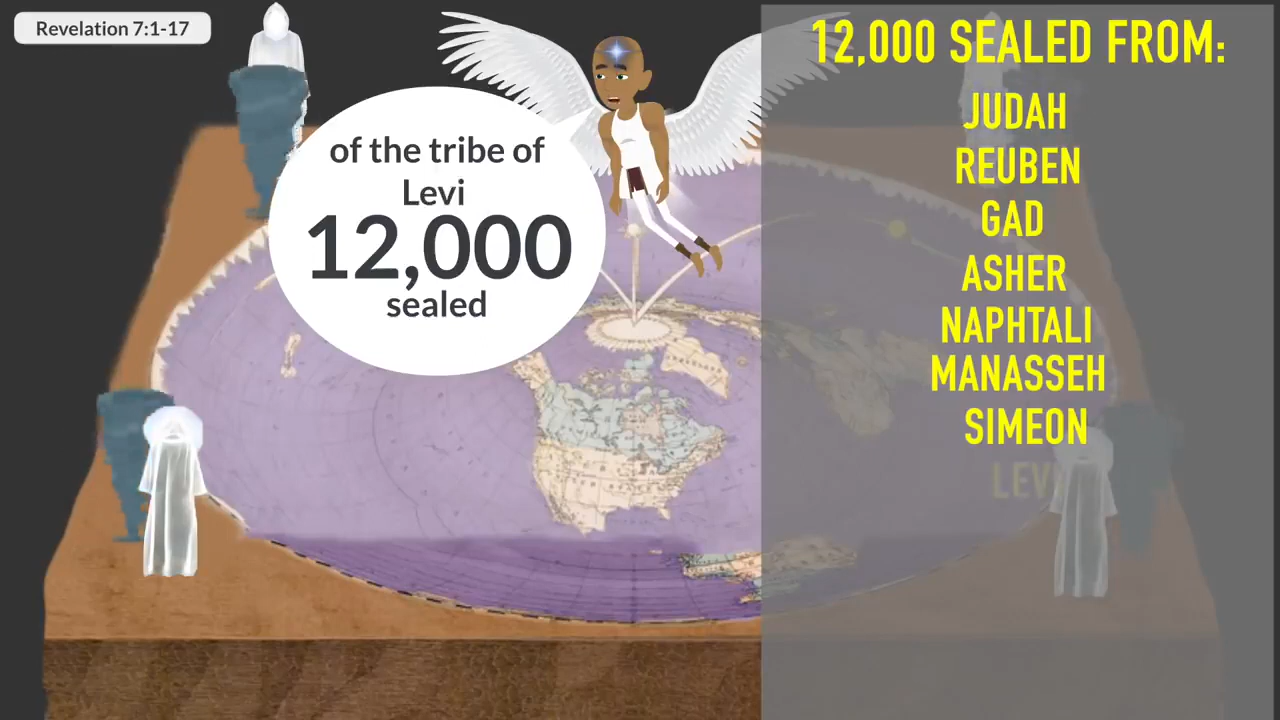 Revelation 7:1-17
of the tribe of
Levi
12,000
sealed
12,000 SEALED FROM:
JUDAH
REUBEN
GAD
ASHER
NAPHTALI
MANASSEH
SIMEON
LEVI